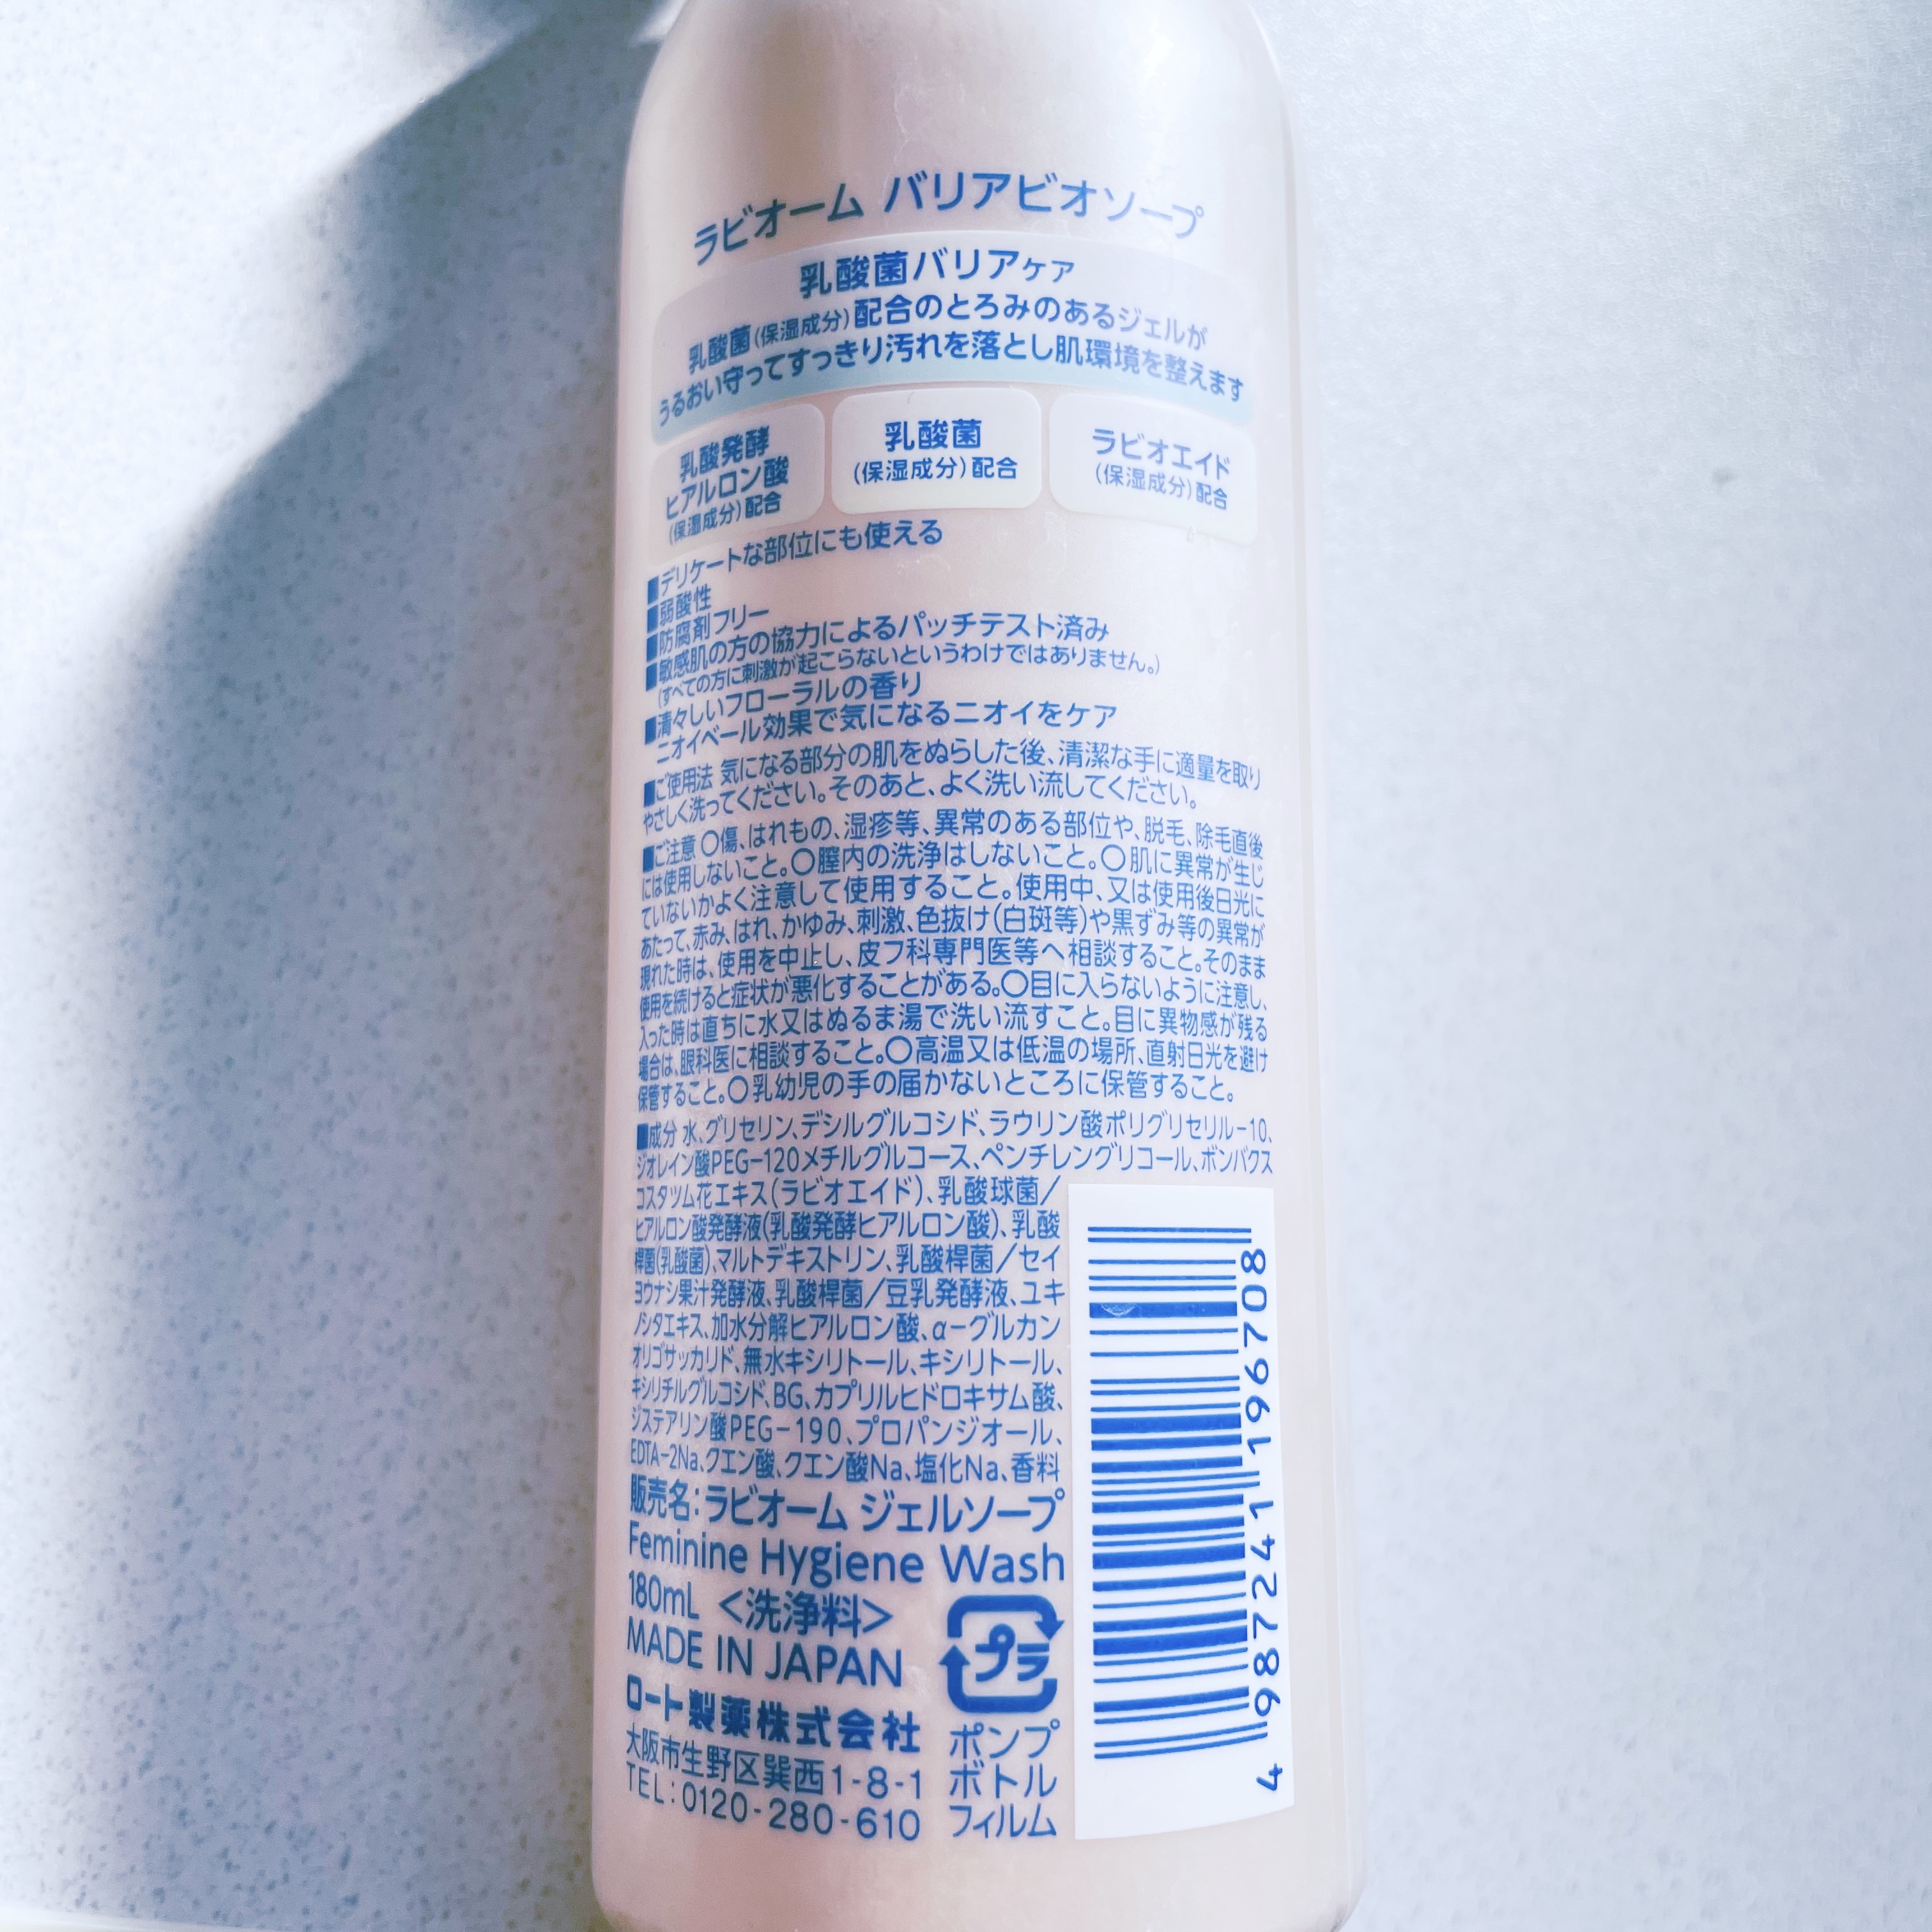 ラビオーム バリアビオソープ
乳酸菌バリアケア
乳酸菌(保湿成分)配合のとろみのあるジェルが
うるおい守ってすっきり汚れを落とし肌環境を整えます
乳酸発酵
ヒアルロン酸
(保湿成分)配合
乳酸菌
(保湿成分)配合
ラビオエイド
(保湿成分)配合
■デリケートな部位にも使える
■弱酸性
■防腐剤フリー
■敏感肌の方の協力によるパッチテスト済み
(すべての方に刺激が起こらないというわけではありません。)
■清々しいフローラルの香り
ニオイベール効果で気になるニオイをケア
■ご使用法 気になる部分の肌をぬらした後、清潔な手に適量を取り
やさしく洗ってください。そのあと、よく洗い流してください。
■ご注意 〇傷、はれもの、湿疹等、異常のある部位や、脱毛、除毛直後
には使用しないこと。〇膣内の洗浄はしないこと。〇肌に異常が生じ
ていないかよく注意して使用すること。使用中、又は使用後日光に
あたって、赤み、はれ、かゆみ、刺激、色抜け(白斑等)や黒ずみ等の異常が
現れた時は、使用を中止し、皮フ科専門医等へ相談すること。そのまま
使用を続けると症状が悪化することがある。〇目に入らないように注意し、
入った時は直ちに水又はぬるま湯で洗い流すこと。目に異物感が残る
場合は、眼科医に相談すること。〇高温又は低温の場所、直射日光を避け
保管すること。〇乳幼児の手の届かないところに保管すること。
■成分 水、グリセリン、デシルグルコシド、ラウリン酸ポリグリセリル-10、
ジオレイン酸PEG-120メチルグルコース、ペンチレングリコール、ボンバクス
コスタツム花エキス(ラビオエイド)、乳酸球菌/
ヒアルロン酸発酵液(乳酸発酵ヒアルロン酸)、乳酸
桿菌(乳酸菌)、マルトデキストリン、乳酸桿菌/セイ
ヨウナシ果汁発酵液、乳酸桿菌/豆乳発酵液、ユキ
ノシタエキス、加水分解ヒアルロン酸、α-グルカン
オリゴサッカリド、無水キシリトール、キシリトール、
キシリチルグルコシド、BG、カプリルヒドロキサム酸、
ジステアリン酸PEG-190、プロパンジオール、
EDTA-2Na、クエン酸、クエン酸Na、塩化Na、香料
販売名:ラビオーム ジェルソープ
Feminine Hygiene Wash
180mL <洗浄料>
MADE IN JAPAN
ロート製薬株式会社
大阪市生野区巽西1-8-1
TEL:0120-280-610
プラ
ポンプ
ボトル
フィルム
4 987241 196708